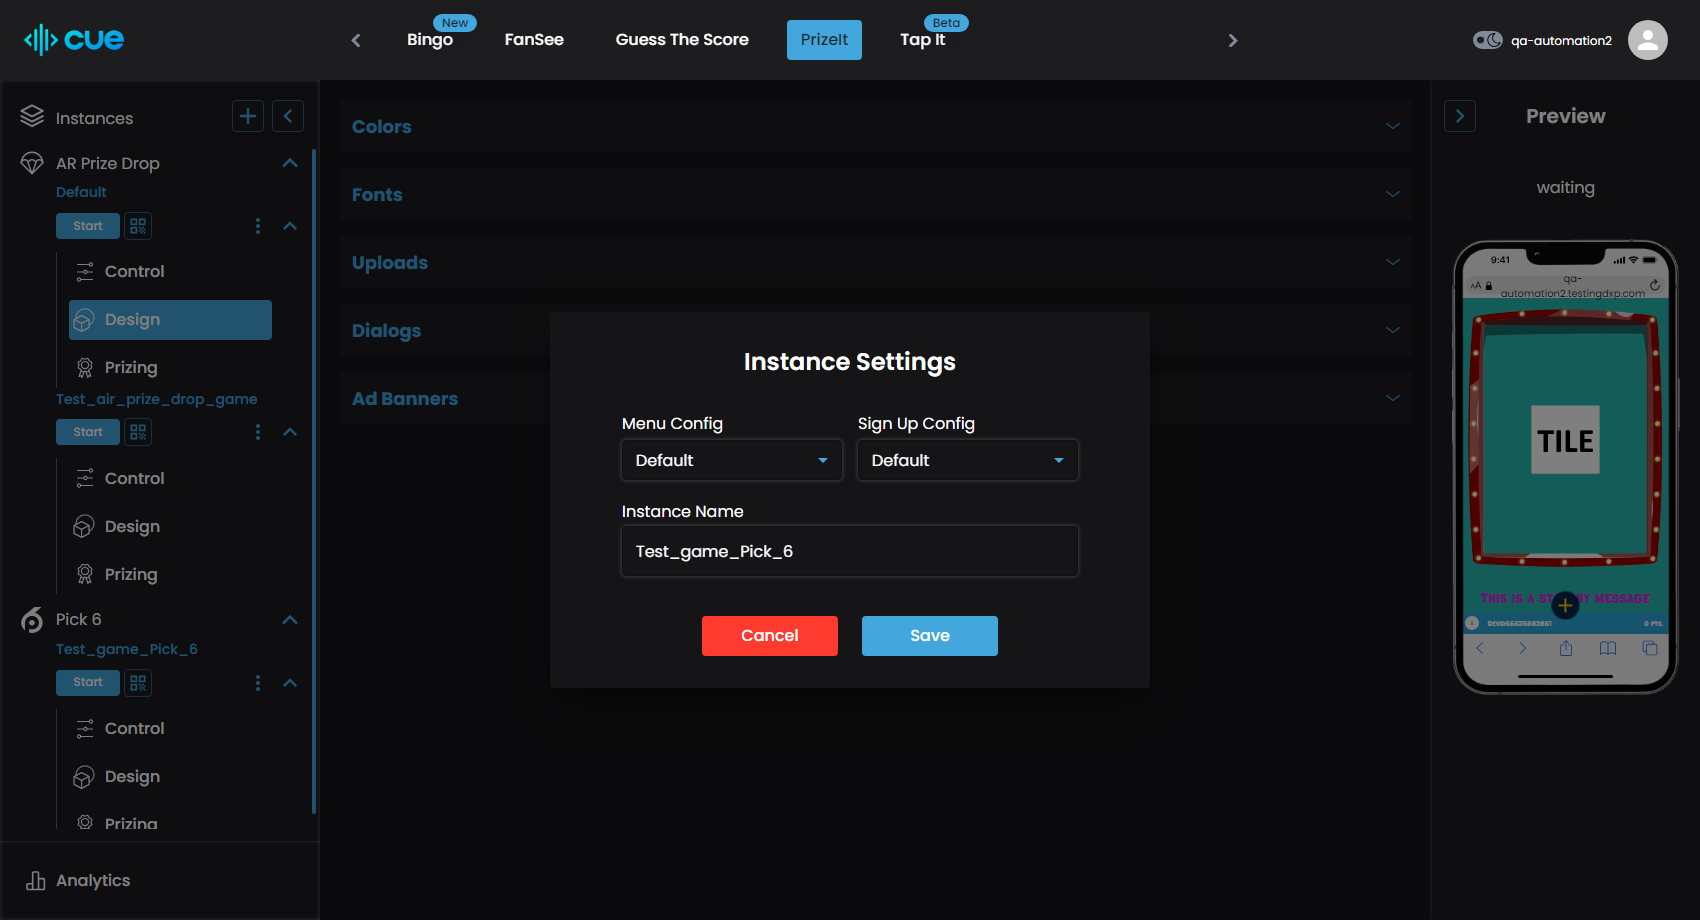 cue
New
Bingo
FanSee
Guess The Score
PrizeIt
Beta
Tap It
qa-automation2
Instances
AR Prize Drop
Default
Start
Control
Design
Prizing
Test_air_prize_drop_game
Start
Control
Design
Prizing
Pick 6
Test_game_Pick_6
Start
Control
Design
Prizing
Analytics
Colors
Fonts
Uploads
Dialogs
Ad Banners
Instance Settings
Menu Config
Sign Up Config
Default
Default
Instance Name
Test_game_Pick_6
Cancel
Save
Preview
waiting
9:41
AA
qa-
automation2.testingdxp.com
TILE
THIS IS A ST BY MESSAGE
0 PTS.